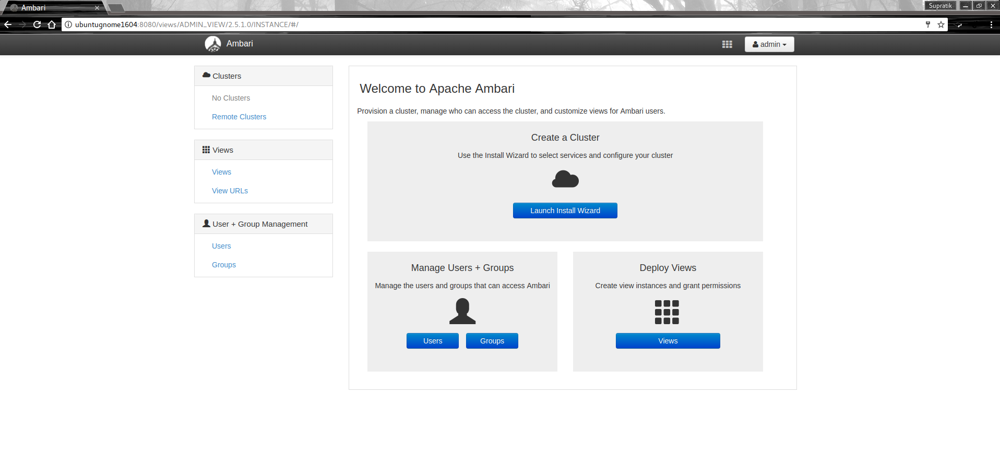 Ambari
Supratik
ubuntugnome1604:8080/views/ADMIN_VIEW/2.5.1.0/INSTANCE/#/
Ambari
admin
Clusters
No Clusters
Remote Clusters
Views
Views
View URLs
User + Group Management
Users
Groups
Welcome to Apache Ambari
Provision a cluster, manage who can access the cluster, and customize views for Ambari users.
Create a Cluster
Use the Install Wizard to select services and configure your cluster
Launch Install Wizard
Manage Users + Groups
Manage the users and groups that can access Ambari
Users Groups
Deploy Views
Create view instances and grant permissions
Views